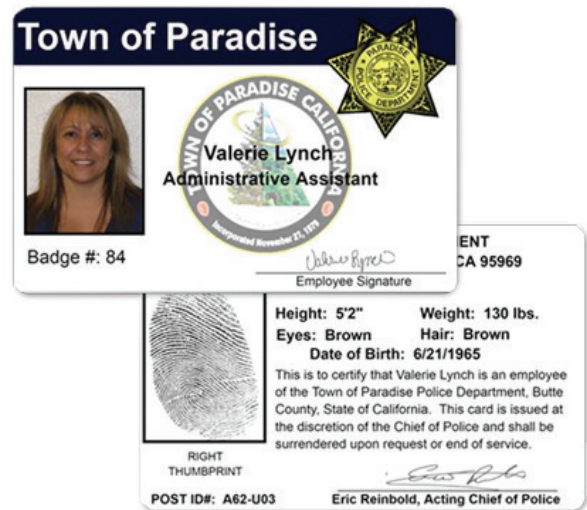 Town of Paradise
PARADISE
POLICE DEPARTMENT
TOWN OF PARADISE CALIFORNIA
Incorporated November 27, 1979
Valerie Lynch
Administrative Assistant
Badge #: 84
Valerie Lynch
Employee Signature
ENT
CA 95969
Height: 5'2" Weight: 130 lbs.
Eyes: Brown Hair: Brown
Date of Birth: 6/21/1965
This is to certify that Valerie Lynch is an employee
of the Town of Paradise Police Department, Butte
County, State of California. This card is issued at
the discretion of the Chief of Police and shall be
surrendered upon request or end of service.
RIGHT
THUMBPRINT
POST ID#: A62-U03
Eric Reinbold, Acting Chief of Police